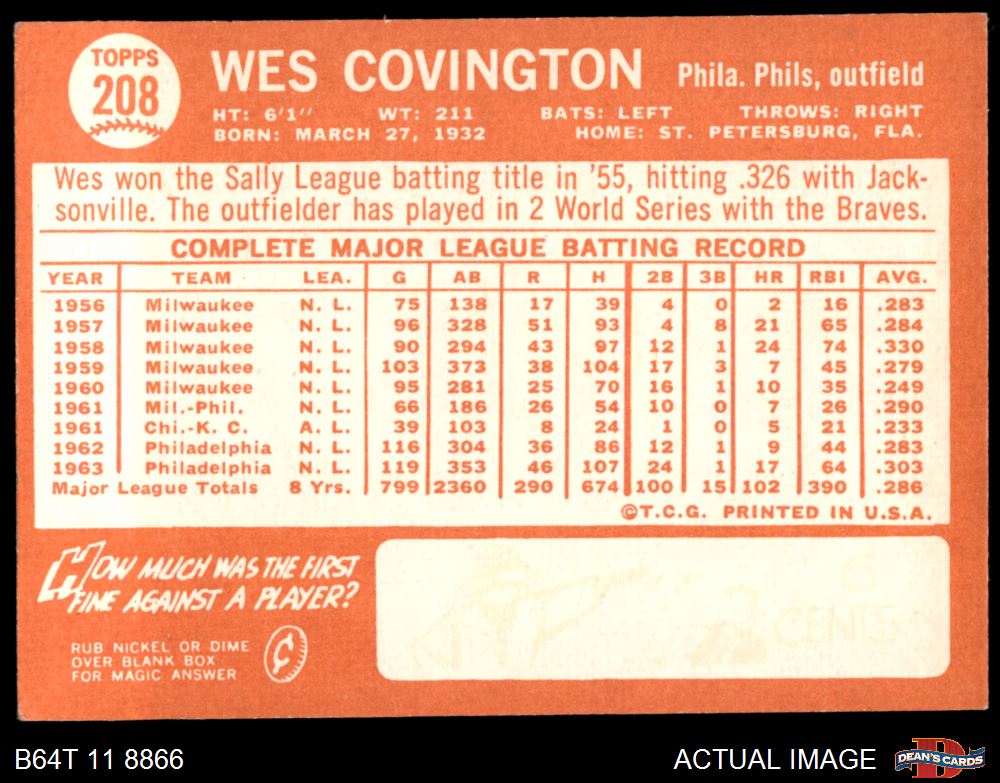 TOPPS
208
WES COVINGTON Phila. Phils, outfield
HT: 6'1" WT: 211 BATS: LEFT THROWS: RIGHT
BORN: MARCH 27, 1932 HOME: ST. PETERSBURG, FLA.
Wes won the Sally League batting title in '55, hitting .326 with Jack-
sonville. The outfielder has played in 2 World Series with the Braves.
COMPLETE MAJOR LEAGUE BATTING RECORD
YEAR TEAM LEA. G AB R H 2B 3B HR RBI AVG.
1956 Milwaukee N. L. 75 138 17 39 4 0 2 16 .283
1957 Milwaukee N. L. 96 328 51 93 4 8 21 65 .284
1958 Milwaukee N. L. 90 294 43 97 12 1 24 74 .330
1959 Milwaukee N. L. 103 373 38 104 17 3 7 45 .279
1960 Milwaukee N. L. 95 281 25 70 16 1 10 35 .249
1961 Mil.-Phil. N. L. 66 186 26 54 10 0 7 26 .290
1961 Chi.-K. C. A. L. 39 103 8 24 1 0 5 21 .233
1962 Philadelphia N. L. 116 304 36 86 12 1 9 44 .283
1963 Philadelphia N. L. 119 353 46 107 24 1 17 64 .303
Major League Totals 8 Yrs. 799 2360 290 674 100 15 102 390 .286
©T.C.G. PRINTED IN U.S.A.
HOW MUCH WAS THE FIRST
FINE AGAINST A PLAYER?
RUB NICKEL OR DIME
OVER BLANK BOX
FOR MAGIC ANSWER
¢
6
CENTS
B64T 11 8866 ACTUAL IMAGE
D
DEAN'S CARDS